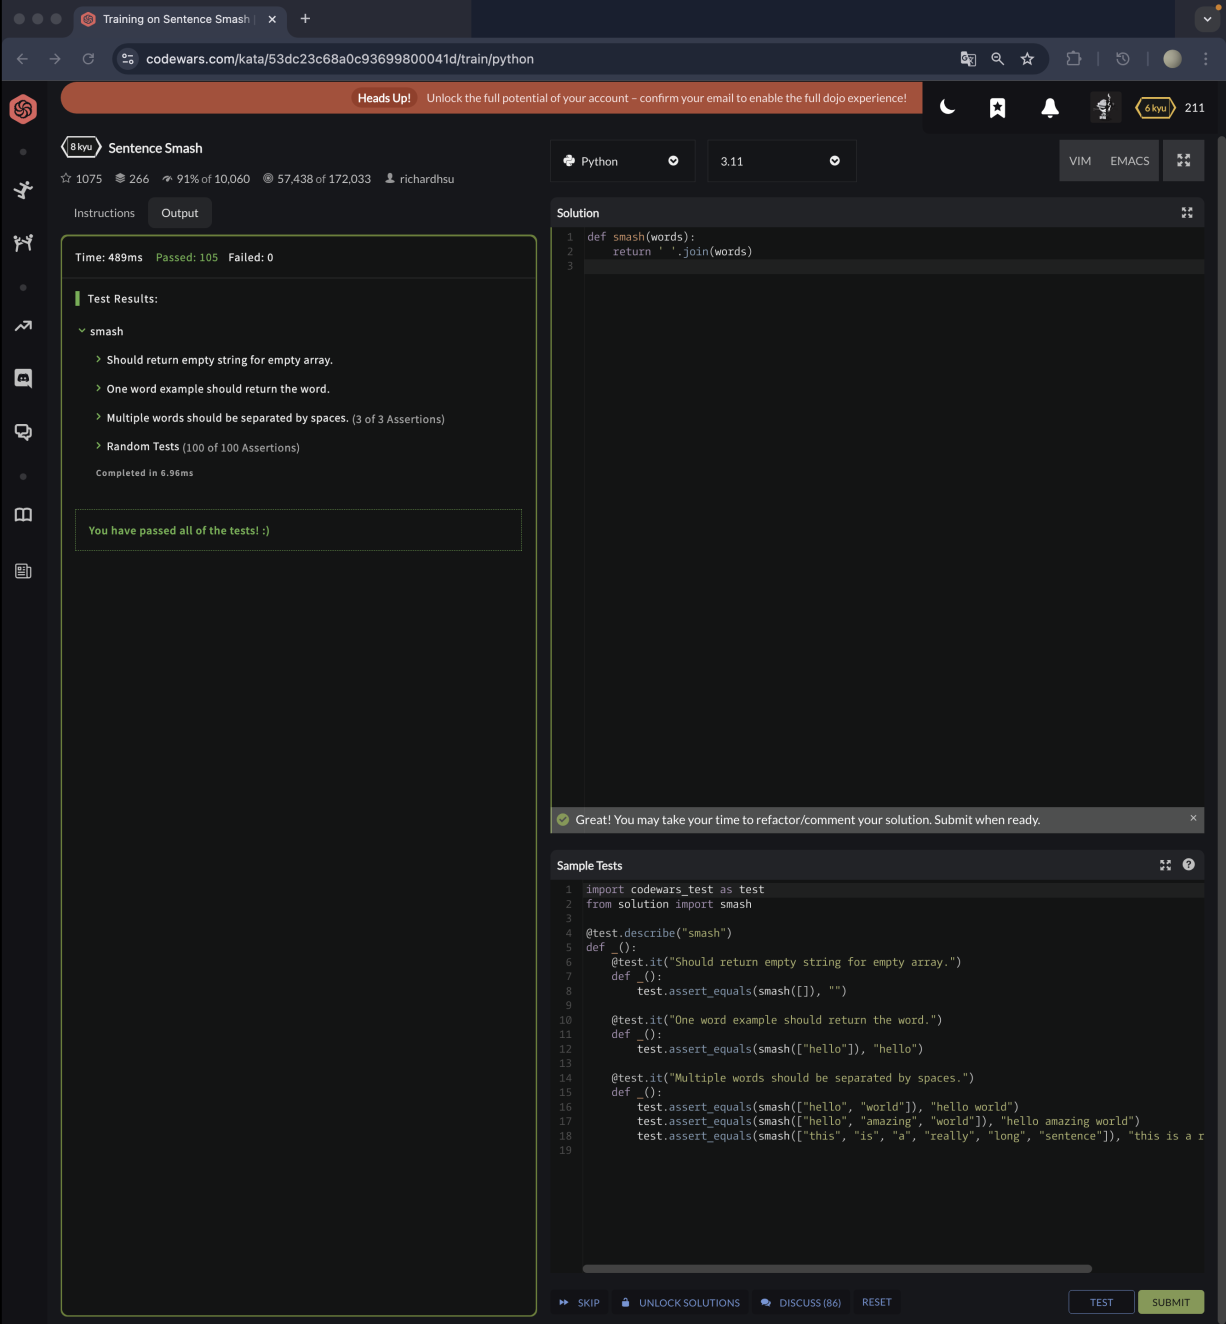 Training on Sentence Smash |
codewars.com/kata/53dc23c68a0c93699800041d/train/python
Heads Up! Unlock the full potential of your account – confirm your email to enable the full dojo experience!
6 kyu 211
8 kyu Sentence Smash
1075 266 91% of 10,060 57,438 of 172,033 richardhsu
Instructions Output
Python 3.11 VIM EMACS
Time: 489ms Passed: 105 Failed: 0
Test Results:
smash
Should return empty string for empty array.
One word example should return the word.
Multiple words should be separated by spaces. (3 of 3 Assertions)
Random Tests (100 of 100 Assertions)
Completed in 6.96ms
You have passed all of the tests! :)
Solution
1 def smash(words):
2     return ' '.join(words)
3
Great! You may take your time to refactor/comment your solution. Submit when ready.
Sample Tests
1 import codewars_test as test
2 from solution import smash
3
4 @test.describe("smash")
5 def _():
6     @test.it("Should return empty string for empty array.")
7     def _():
8         test.assert_equals(smash([]), "")
9
10     @test.it("One word example should return the word.")
11     def _():
12         test.assert_equals(smash(["hello"]), "hello")
13
14     @test.it("Multiple words should be separated by spaces.")
15     def _():
16         test.assert_equals(smash(["hello", "world"]), "hello world")
17         test.assert_equals(smash(["hello", "amazing", "world"]), "hello amazing world")
18         test.assert_equals(smash(["this", "is", "a", "really", "long", "sentence"]), "this is a r
19
SKIP UNLOCK SOLUTIONS DISCUSS (86) RESET TEST SUBMIT